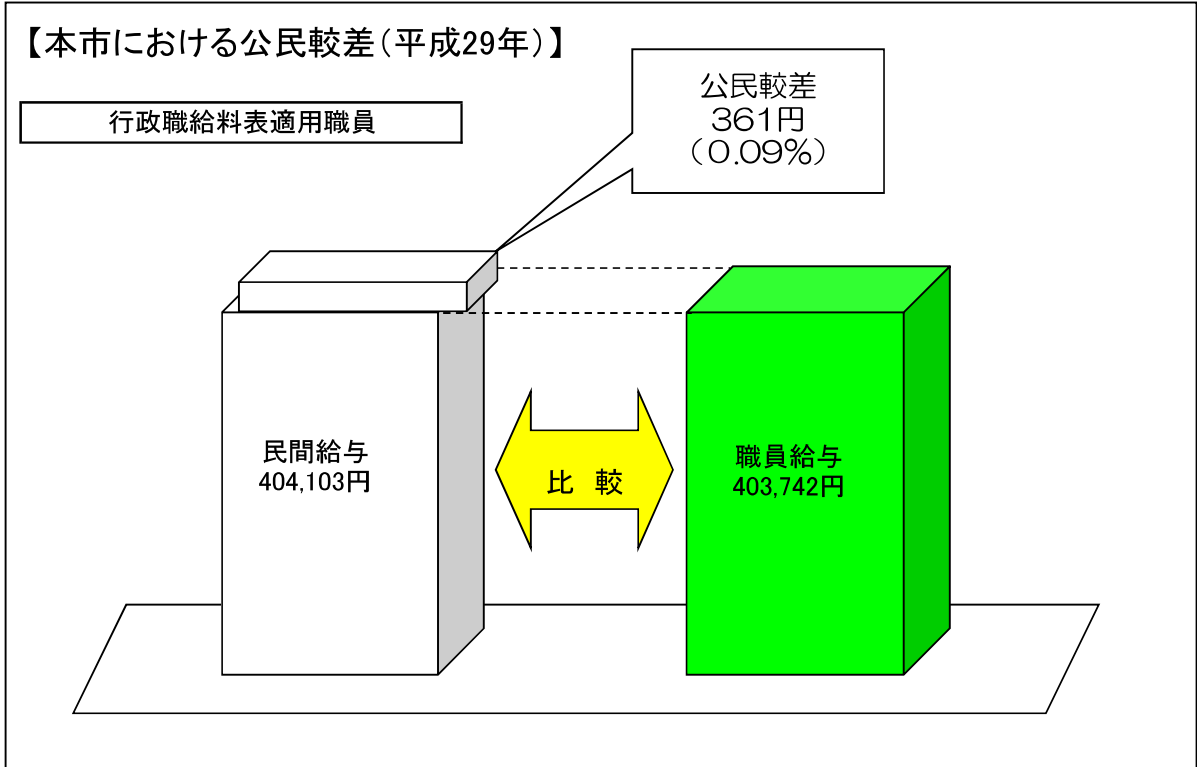 【本市における公民較差(平成29年)】
行政職給料表適用職員
公民較差
361円
(0.09%)
民間給与
404,103円
比 較
職員給与
403,742円